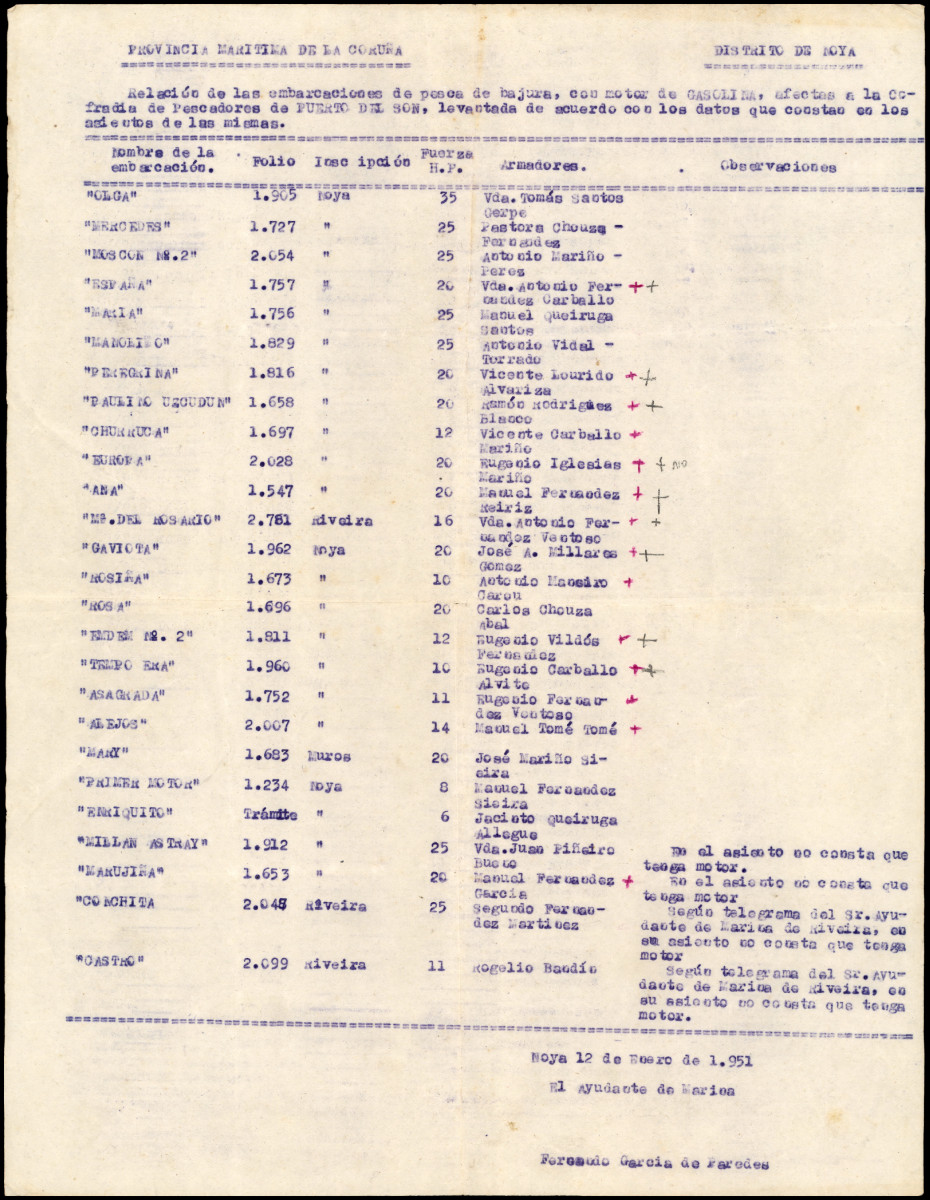 PROVINCIA MARITIMA DE LA CORUÑA DISTRITO DE NOYA
Relación de las embarcaciones de pesca de bajura, con motor de GASOLINA, afectas a la Co-
fradia de Pescadores de PUERTO DEL SON, levantada de acuerdo con los datos que constan en los
asientos de las mismas.
Nombre de la embarcación. Folio Insc ipción Fuerza H.P. Armadores. Observaciones
"OLGA" 1.905 Noya 35 Vda. Tomás Santos
Cerpe
"MERCEDES" 1.727 " 25 Pastora Chouza -
Fernandez
"MOSCON Nº.2" 2.054 " 25 Antonio Mariño -
Perez
"ESPAÑA" 1.757 " 20 Vda. Antonio Fer- + +
nandez Carballo
"MARIA" 1.756 " 25 Manuel Queiruga
Santos
"MANOLITO" 1.829 " 25 Antonio Vidal -
Torrado
"PEREGRINA" 1.816 " 20 Vicente Lourido + +
Alvariza
"PAULINO UZCUDUN" 1.658 " 20 Ramón Rodriguez + +
Blanco
"CHURRUCA" 1.697 " 12 Vicente Carballo +
Mariño
"EUROPA" 2.028 " 20 Eugenio Iglesias + + NO
Mariño
"ANA" 1.547 " 20 Manuel Fernandez + +
Reiriz
"Mª.DEL ROSARIO" 2.781 Riveira 16 Vda. Antonio Fer- + +
nandez Ventoso
"GAVIOTA" 1.962 Noya 20 José A. Millares + +
Gomez
"ROSIÑA" 1.673 " 10 Antonio Maneiro +
Carou
"ROSA" 1.696 " 20 Carlos Chouza
Abal
"EMDEM Nº. 2" 1.811 " 12 Eugenio Vildós + +
Fernandez
"TEMPO ERA" 1.960 " 10 Eugenio Carballo + +
Alvite
"ASAGRADA" 1.752 " 11 Eugenio Fernan- +
dez Ventoso
"ALEJOS" 2.007 " 14 Manuel Tomé Tomé +
"MARY" 1.683 Muros 20 José Mariño Si-
eira
"PRIMER MOTOR" 1.234 Noya 8 Manuel Fernandez
Sieira
"ENRIQUITO" Trámite " 6 Jacinto Queiruga
Allegue
"MILLAN ASTRAY" 1.912 " 25 Vda. Juan Piñeiro En el asiento no consta que
Bueno tenga motor.
"MARUJIÑA" 1.653 " 20 Manuel Fernandez + En el asiento no consta que
García tenga motor
"CONCHITA 2.048 Riveira 25 Segundo Fernan- Según telegrama del Sr. Ayu-
dez Martinez dante de Marina de Riveira, en
su asiento no consta que tenga
motor
"CASTRO" 2.099 Riveira 11 Rogelio Bandín Según telegrama del Sr. Ayu-
dante de Marina de Riveira, en
su asiento no consta que tenga
motor.
Noya 12 de Enero de 1.951
El Ayudante de Marina
Fernando Garcia de Paredes